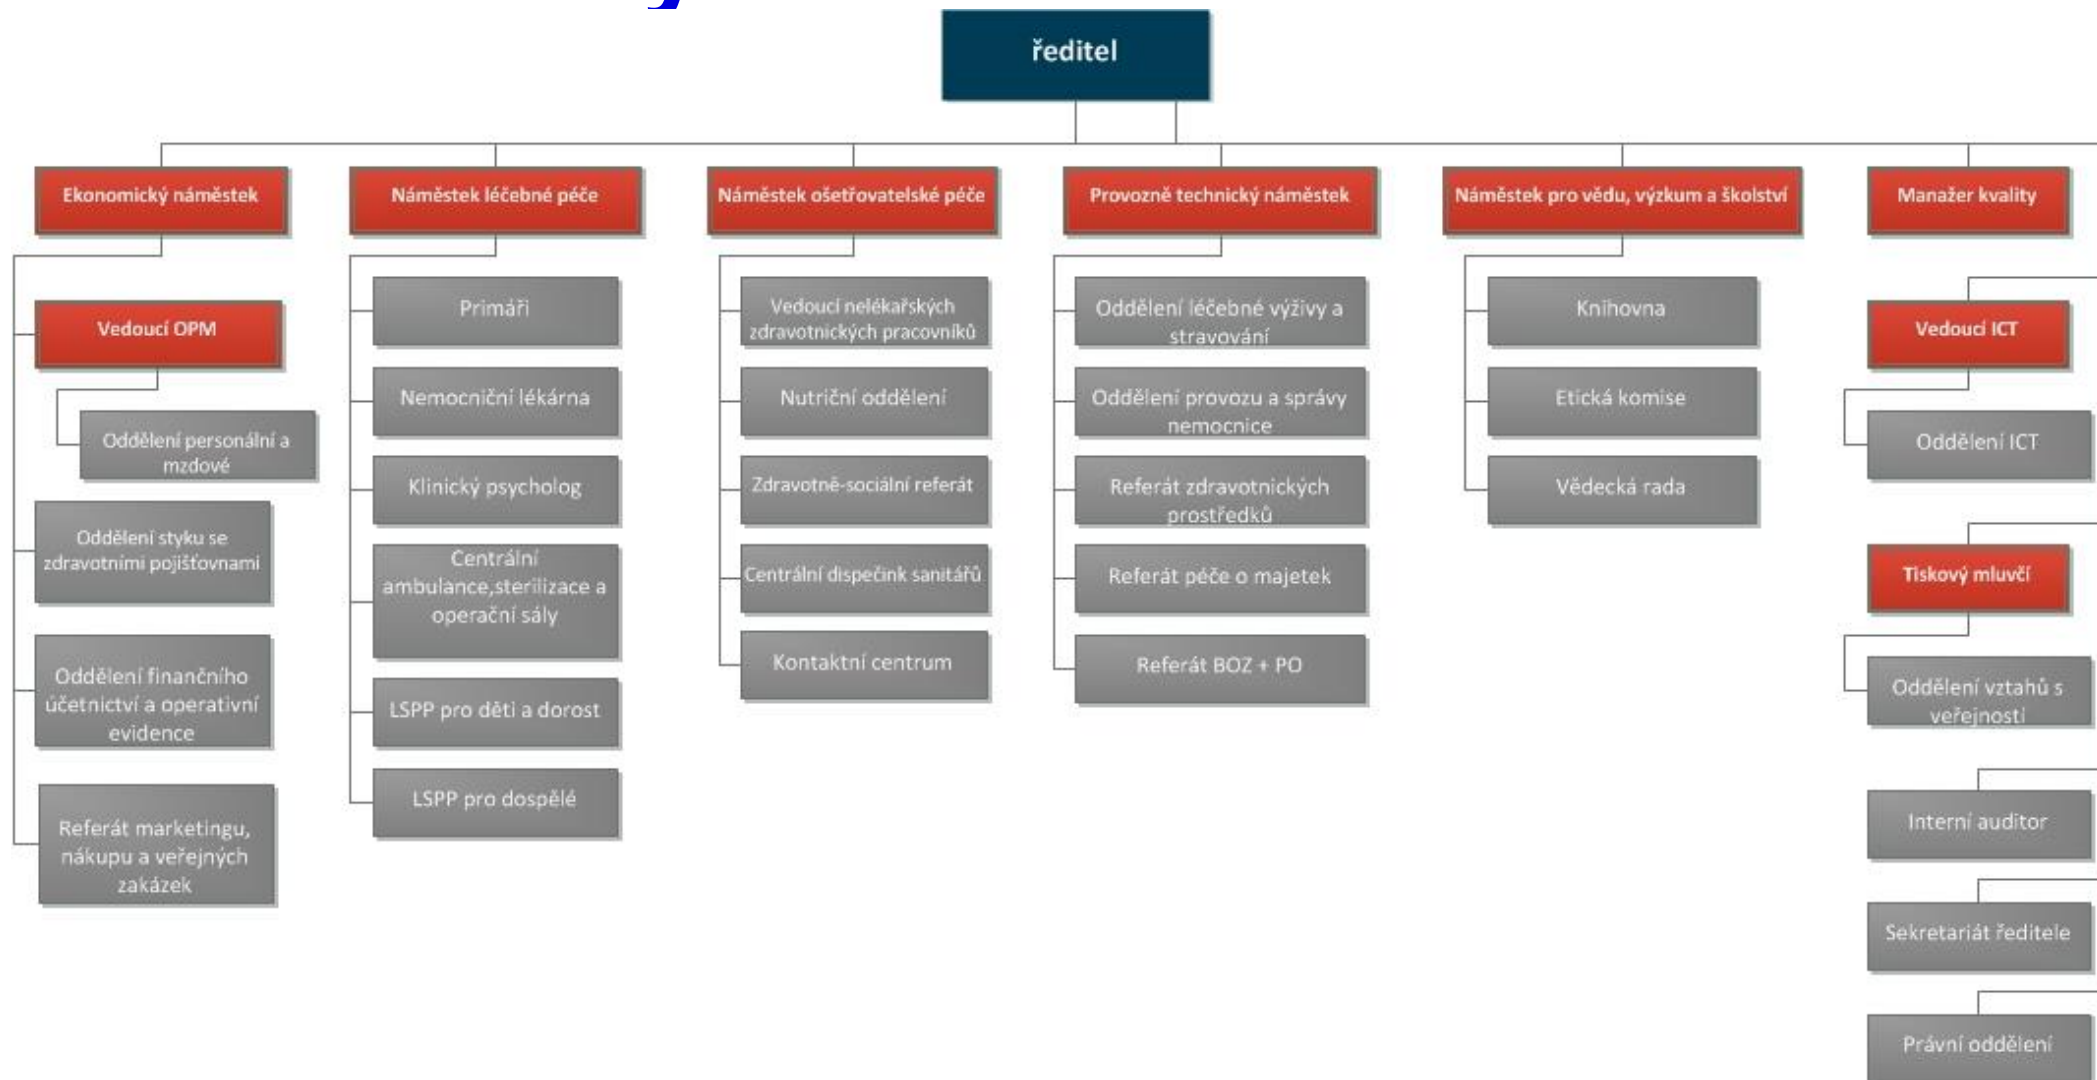 ředitel
Ekonomický náměstek
Náměstek léčebné péče
Náměstek ošetřovatelské péče
Provozně technický náměstek
Náměstek pro vědu, výzkum a školství
Manažer kvality
Vedoucí OPM
Oddělení personální a
mzdové
Oddělení styku se
zdravotními pojišťovnami
Oddělení finančního
účetnictví a operativní
evidence
Referát marketingu,
nákupu a veřejných
zakázek
Primáři
Nemocniční lékárna
Klinický psycholog
Centrální
ambulance,sterilizace a
operační sály
LSPP pro děti a dorost
LSPP pro dospělé
Vedoucí nelékařských
zdravotnických pracovníků
Nutriční oddělení
Zdravotně-sociální referát
Centrální dispečink sanitářů
Kontaktní centrum
Oddělení léčebné výživy a
stravování
Oddělení provozu a správy
nemocnice
Referát zdravotnických
prostředků
Referát péče o majetek
Referát BOZ + PO
Knihovna
Etická komise
Vědecká rada
Vedoucí ICT
Oddělení ICT
Tiskový mluvčí
Oddělení vztahů s
veřejností
Interní auditor
Sekretariát ředitele
Právní oddělení